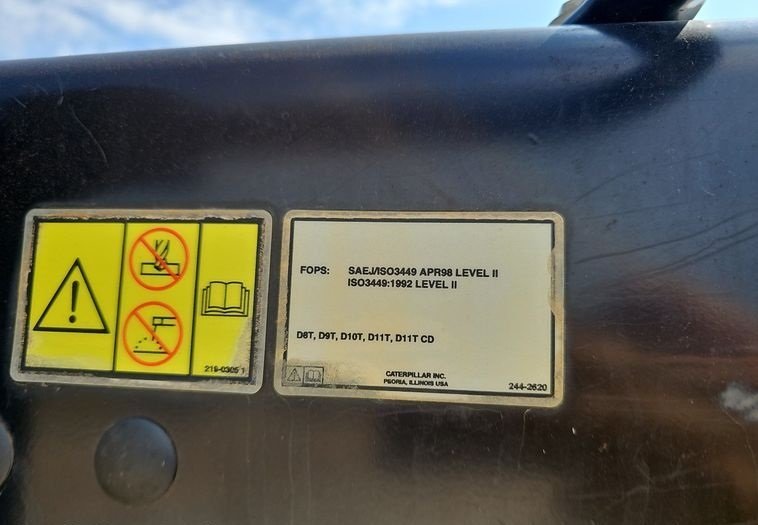 219-0305 1
FOPS: SAEJ/ISO3449 APR98 LEVEL II
ISO3449:1992 LEVEL II
D8T, D9T, D10T, D11T, D11T CD
CATERPILLAR INC.
PEORIA, ILLINOIS USA
244-2620